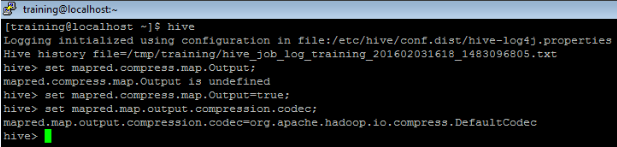 training@localhost:~
[training@localhost ~]$ hive
Logging initialized using configuration in file:/etc/hive/conf.dist/hive-log4j.properties
Hive history file=/tmp/training/hive_job_log_training_201602031618_1483096805.txt
hive> set mapred.compress.map.Output;
mapred.compress.map.Output is undefined
hive> set mapred.compress.map.Output=true;
hive> set mapred.map.output.compression.codec;
mapred.map.output.compression.codec=org.apache.hadoop.io.compress.DefaultCodec
hive>